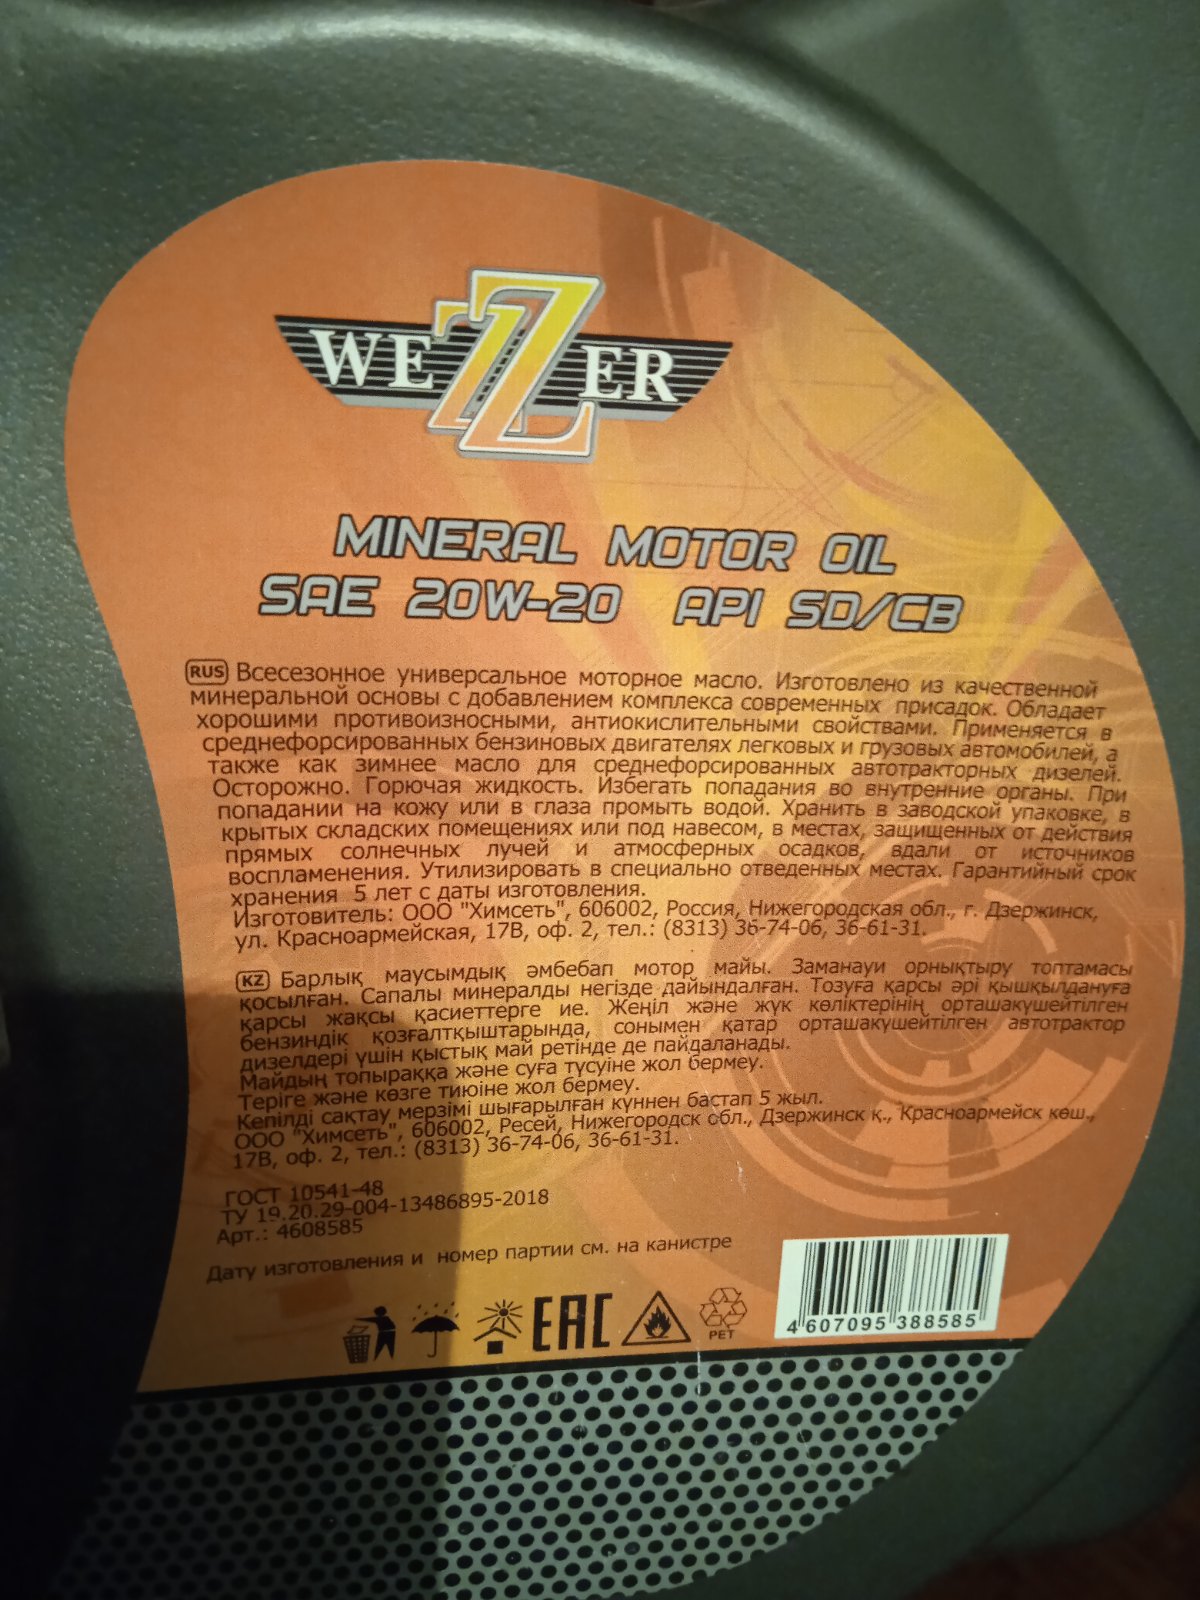 WEZZER
MINERAL MOTOR OIL
SAE 20W-20 API SD/CB
RUS Всесезонное универсальное моторное масло. Изготовлено из качественной
минеральной основы с добавлением комплекса современных присадок. Обладает
хорошими противоизносными, антиокислительными свойствами. Применяется в
среднефорсированных бензиновых двигателях легковых и грузовых автомобилей, а
также как зимнее масло для среднефорсированных автотракторных дизелей.
Осторожно. Горючая жидкость. Избегать попадания во внутренние органы. При
попадании на кожу или в глаза промыть водой. Хранить в заводской упаковке, в
крытых складских помещениях или под навесом, в местах, защищенных от действия
прямых солнечных лучей и атмосферных осадков, вдали от источников
воспламенения. Утилизировать в специально отведенных местах. Гарантийный срок
хранения 5 лет с даты изготовления.
Изготовитель: ООО "Химсеть", 606002, Россия, Нижегородская обл., г. Дзержинск,
ул. Красноармейская, 17В, оф. 2, тел.: (8313) 36-74-06, 36-61-31.
KZ Барлық маусымдық әмбебап мотор майы. Заманауи орнықтыру топтамасы
қосылған. Сапалы минералды негізде дайындалған. Тозуға қарсы әрі қышқылдануға
қарсы жақсы қасиеттерге ие. Жеңіл және жүк көліктерінің орташакүшейтілген
бензиндік қозғалтқыштарында, сонымен қатар орташакүшейтілген автотрактор
дизелдері үшін қыстық май ретінде де пайдаланады.
Майдың топыраққа және суға түсуіне жол бермеу.
Теріге және көзге тиюіне жол бермеу.
Кепілді сақтау мерзімі шығарылған күннен бастап 5 жыл.
ООО "Химсеть", 606002, Ресей, Нижегородск обл., Дзержинск қ., Красноармейск көш.,
17В, оф. 2, тел.: (8313) 36-74-06, 36-61-31.
ГОСТ 10541-48
ТУ 19.20.29-004-13486895-2018
Арт.: 4608585
Дату изготовления и номер партии см. на канистре
EAC
PET
4 607095 388585